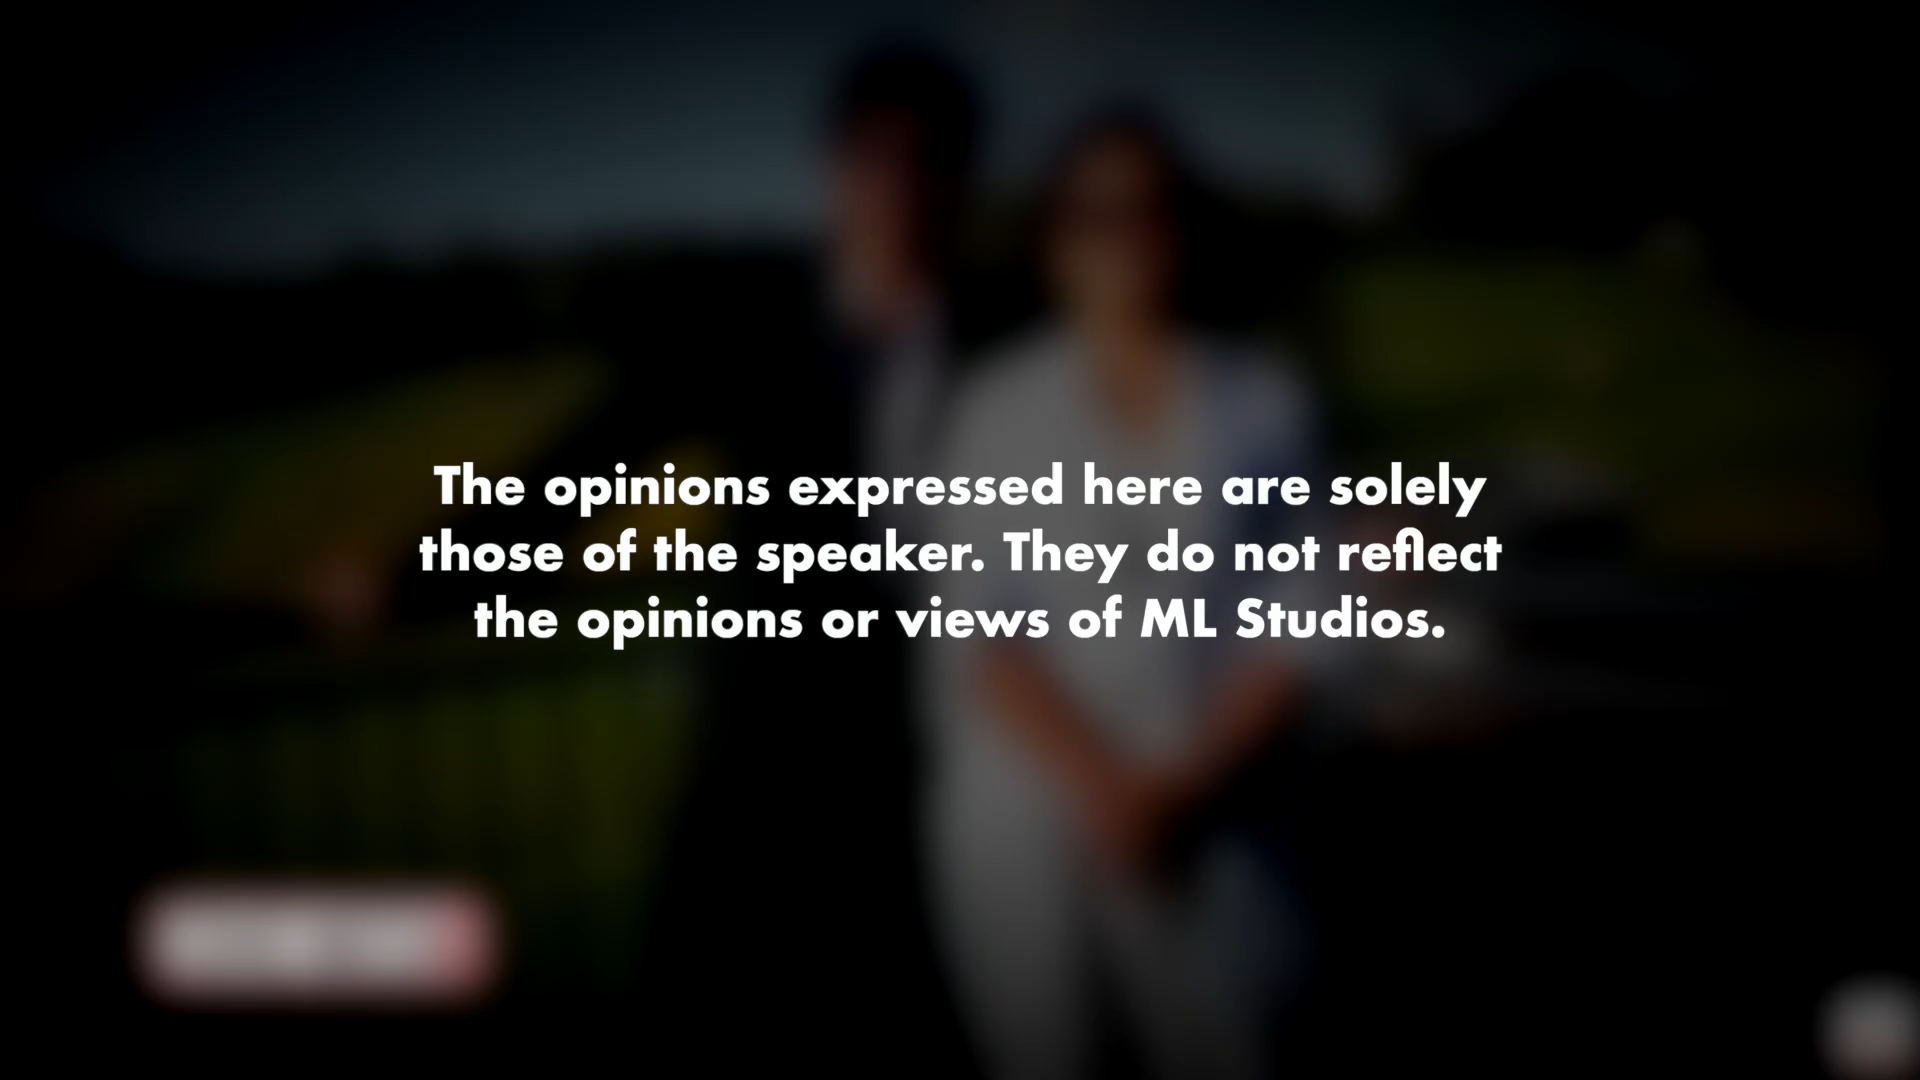 The opinions expressed here are solely
those of the speaker. They do not reflect
the opinions or views of ML Studios.